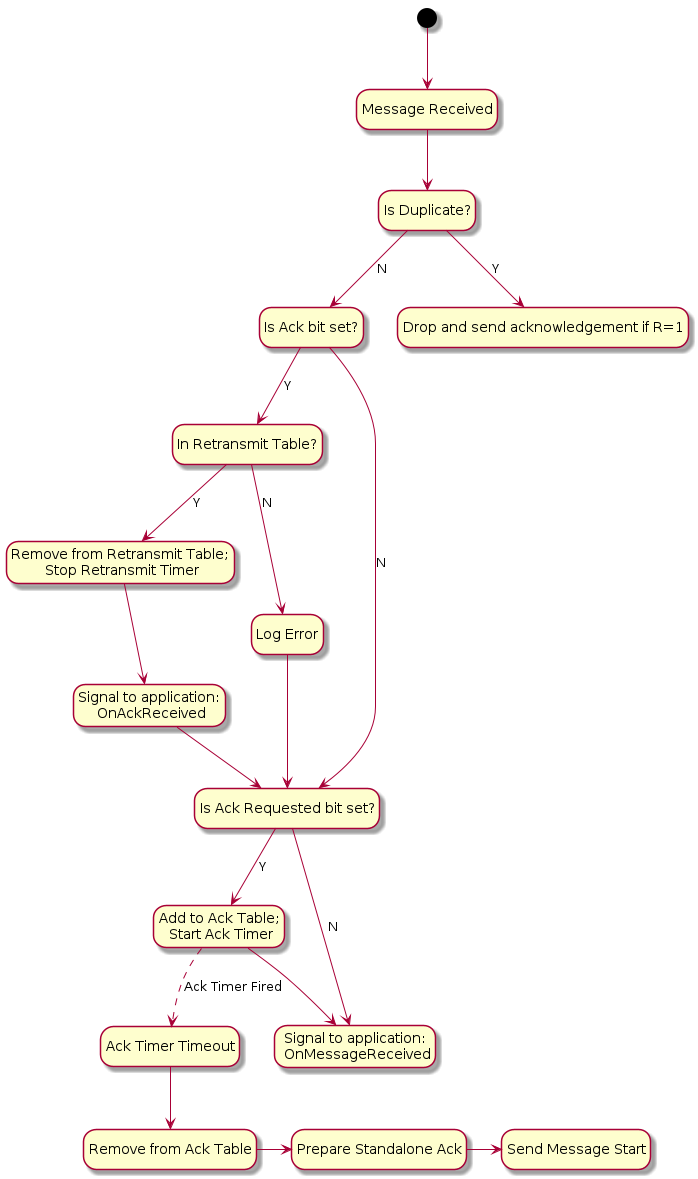 Message Received
Is Duplicate?
N
Y
Is Ack bit set?
Drop and send acknowledgement if R=1
Y
In Retransmit Table?
Y
N
Remove from Retransmit Table;
Stop Retransmit Timer
N
Log Error
Signal to application:
OnAckReceived
Is Ack Requested bit set?
Y
Add to Ack Table;
Start Ack Timer
N
Ack Timer Fired
Ack Timer Timeout
Signal to application:
OnMessageReceived
Remove from Ack Table
Prepare Standalone Ack
Send Message Start